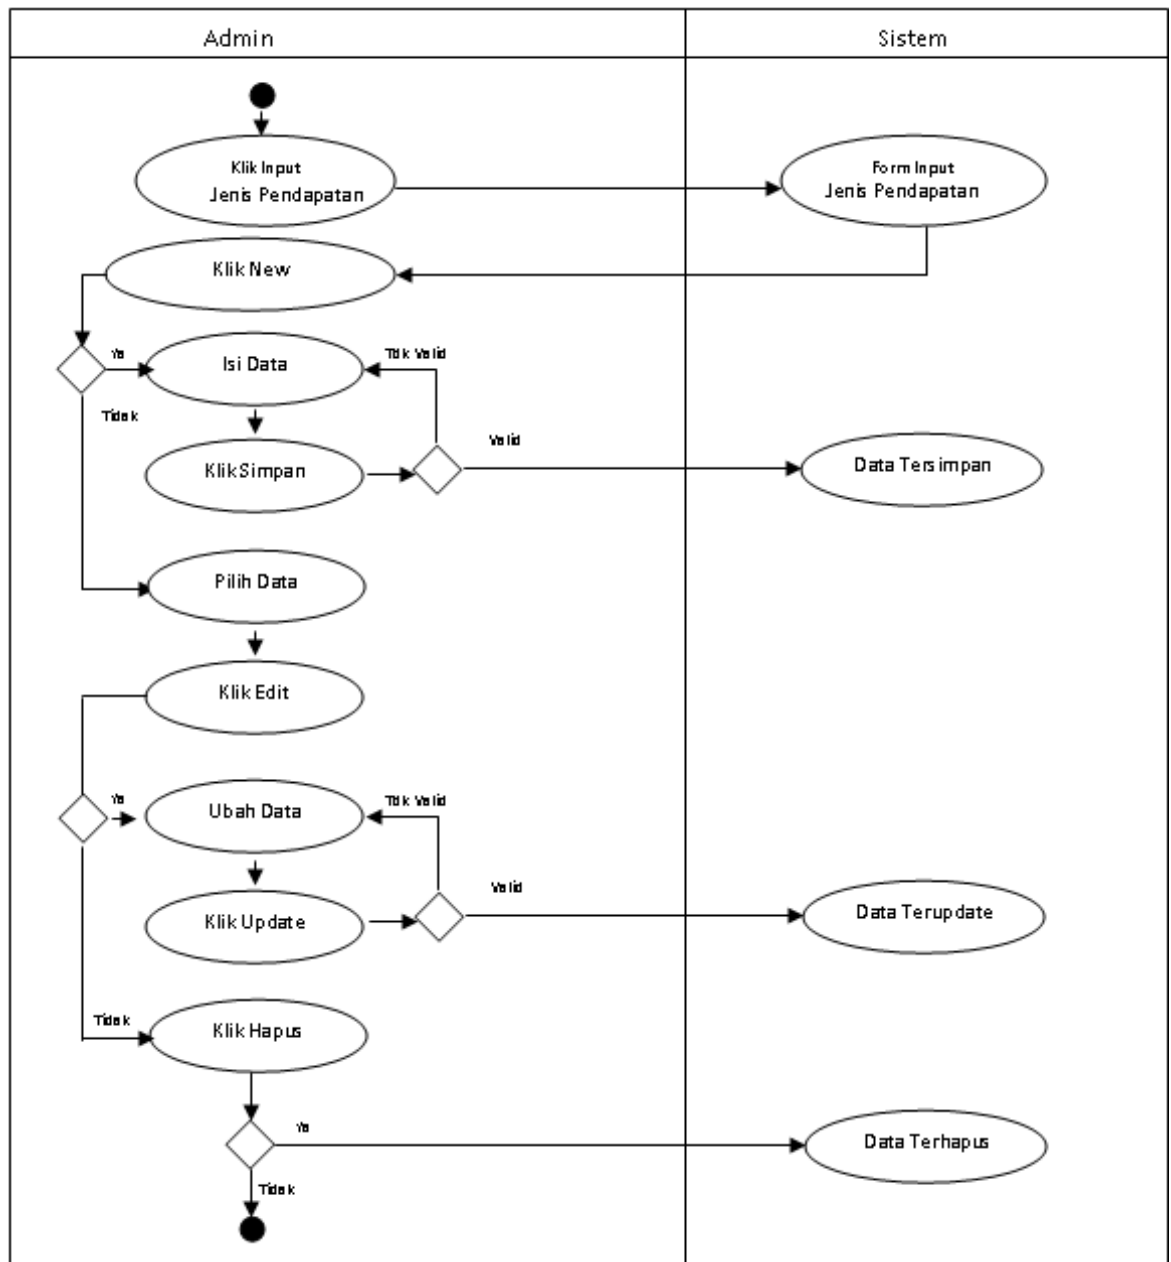 Admin
Sistem
Klik Input
Jenis Pendapatan
Form Input
Jenis Pendapatan
Klik New
Ya
Isi Data
Tdk Valid
Tidak
Valid
Klik Simpan
Data Tersimpan
Pilih Data
Klik Edit
Ya
Ubah Data
Tdk Valid
Valid
Klik Update
Data Terupdate
Tidak
Klik Hapus
Ya
Data Terhapus
Tidak